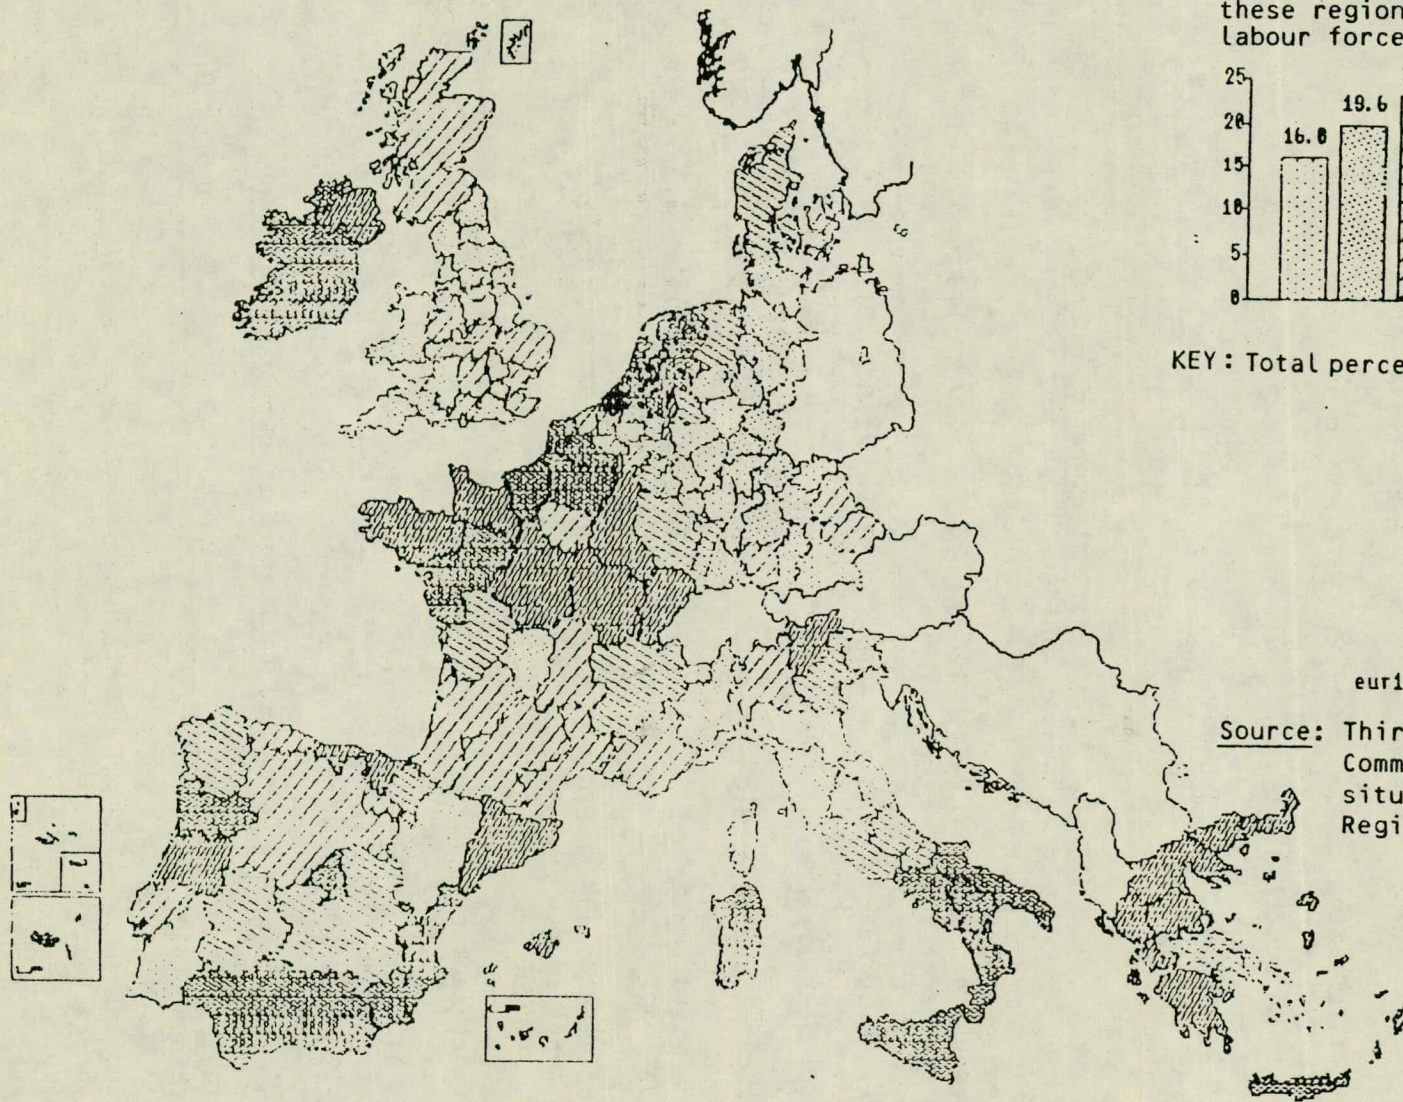 these region
labour force
25
20
15
10
5
0
16.0
19.6
KEY: Total perce
eur1
Source: Thir
Comm
situ
Regi